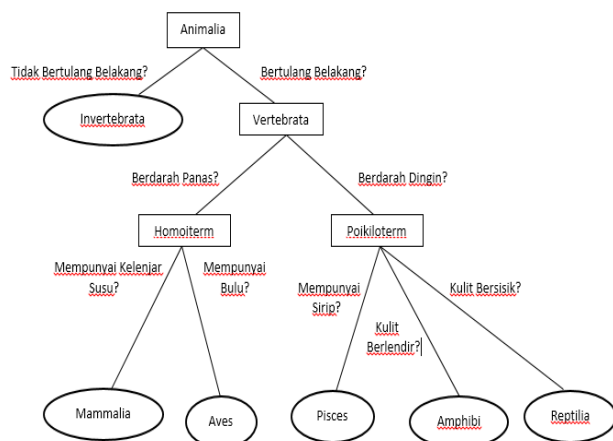 Animalia
Tidak Bertulang Belakang?
Bertulang Belakang?
Invertebrata
Vertebrata
Berdarah Panas?
Berdarah Dingin?
Homoiterm
Poikiloterm
Mempunyai Kelenjar
Susu?
Mempunyai
Bulu?
Mempunyai
Sirip?
Kulit
Berlendir?
Kulit Bersisik?
Mammalia
Aves
Pisces
Amphibi
Reptilia